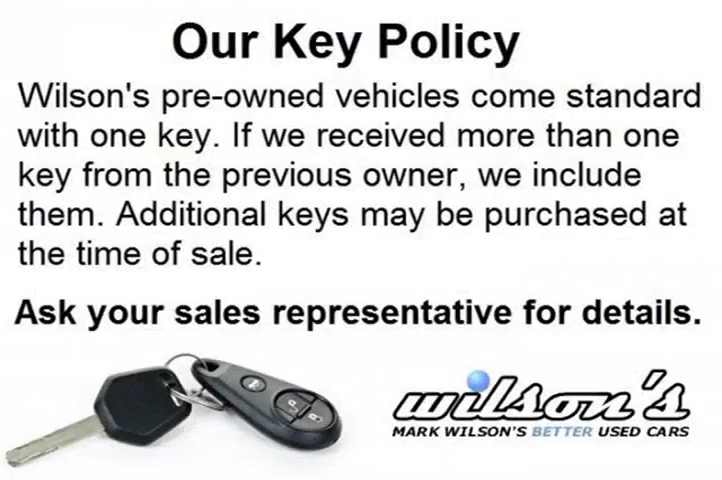 Our Key Policy
Wilson's pre-owned vehicles come standard
with one key. If we received more than one
key from the previous owner, we include
them. Additional keys may be purchased at
the time of sale.
Ask your sales representative for details.
wilson's
MARK WILSON'S BETTER USED CARS